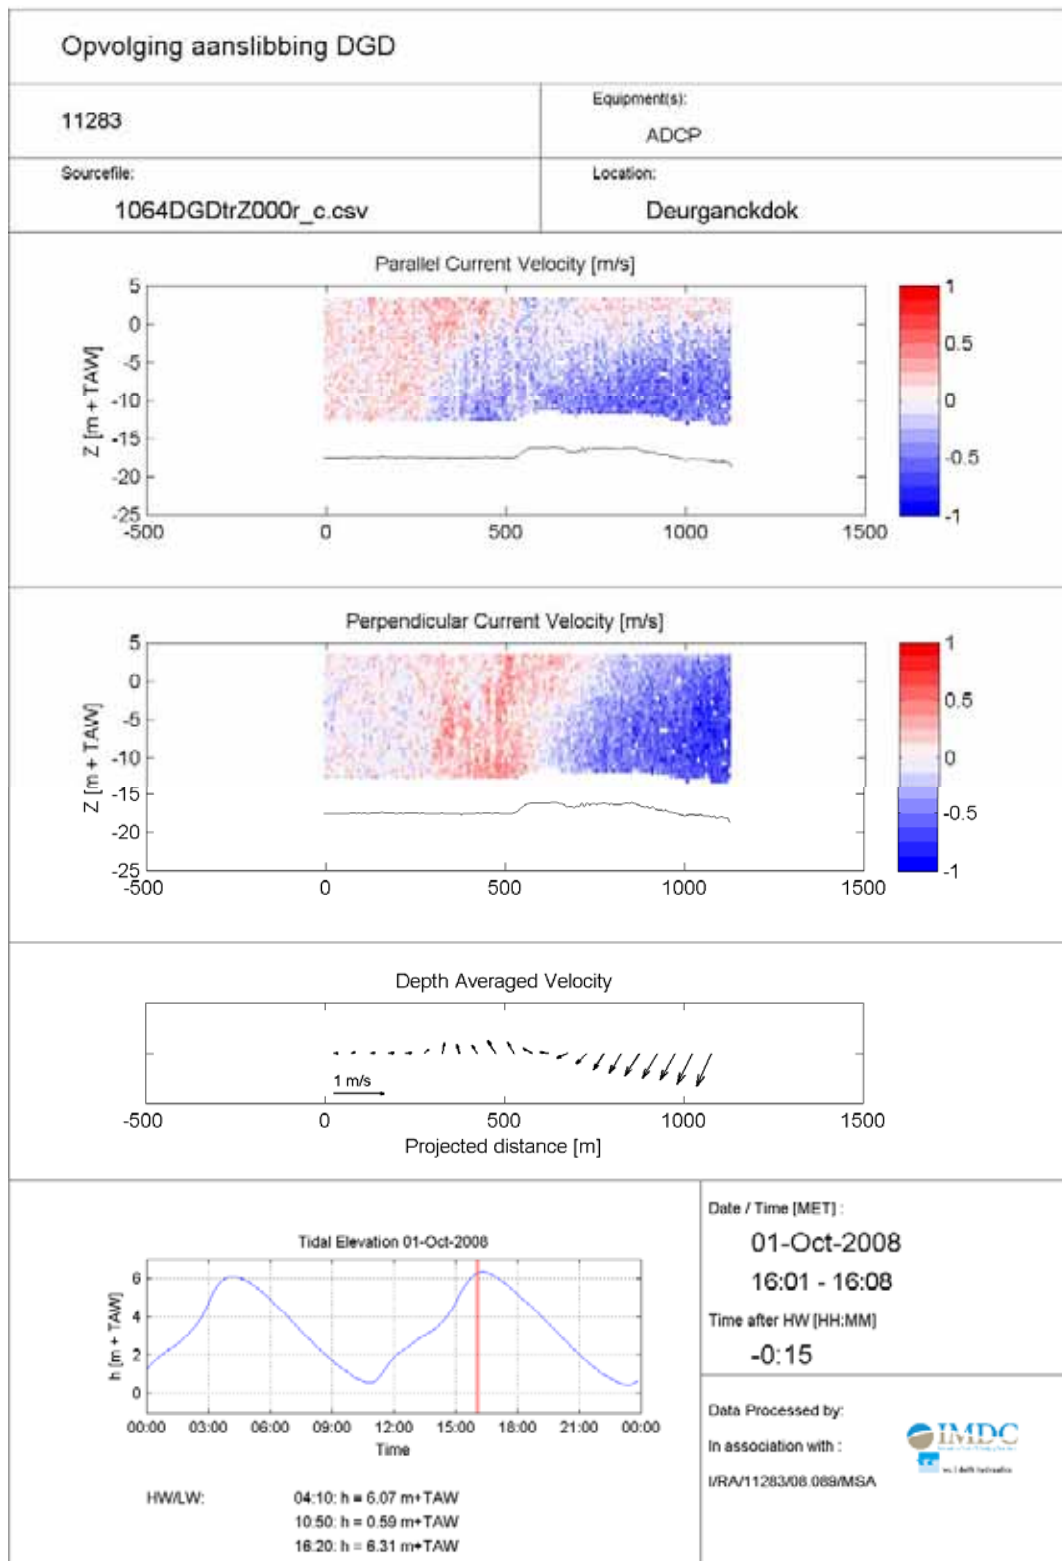 Opvolging aanslibbing DGD
11283
Equipment(s):
ADCP
Sourcefile:
1064DGDtrZ000r_c.csv
Location:
Deurganckdok
Parallel Current Velocity [m/s]
5
0
-5
-10
-15
-20
-25
Z [m + TAW]
-500
0
500
1000
1500
1
0.5
0
-0.5
-1
Perpendicular Current Velocity [m/s]
5
0
-5
-10
-15
-20
-25
Z [m + TAW]
-500
0
500
1000
1500
1
0.5
0
-0.5
-1
Depth Averaged Velocity
1 m/s
-500
0
500
1000
1500
Projected distance [m]
Tidal Elevation 01-Oct-2008
6
4
2
0
h [m + TAW]
00:00
03:00
06:00
09:00
12:00
15:00
18:00
21:00
00:00
Time
HW/LW:
04:10: h = 6.07 m+TAW
10:50: h = 0.59 m+TAW
16:20: h = 6.31 m+TAW
Date / Time [MET] :
01-Oct-2008
16:01 - 16:08
Time after HW [HH:MM]
-0:15
Data Processed by:
In association with :
I/RA/11283/08.089/MSA
IMDC
wl | delft hydraulics